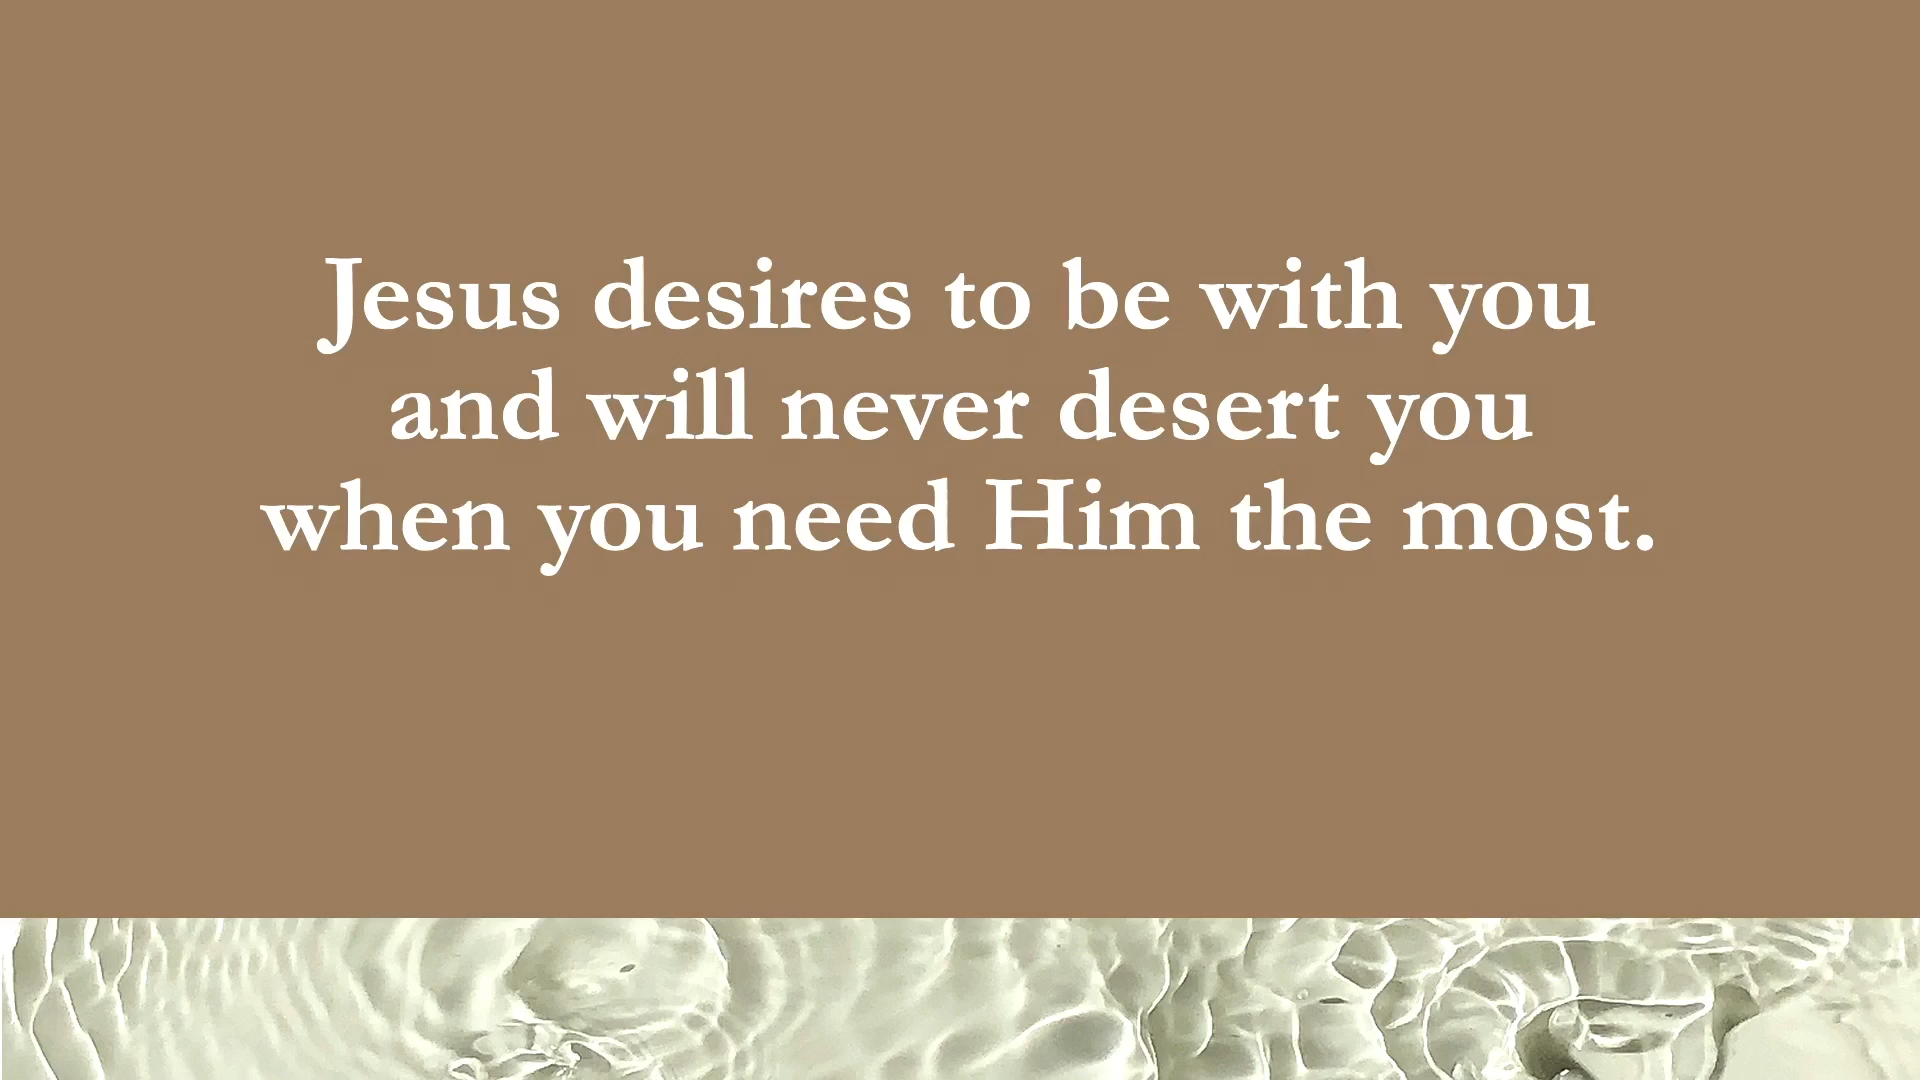 Jesus desires to be with you
and will never desert you
when you need Him the most.